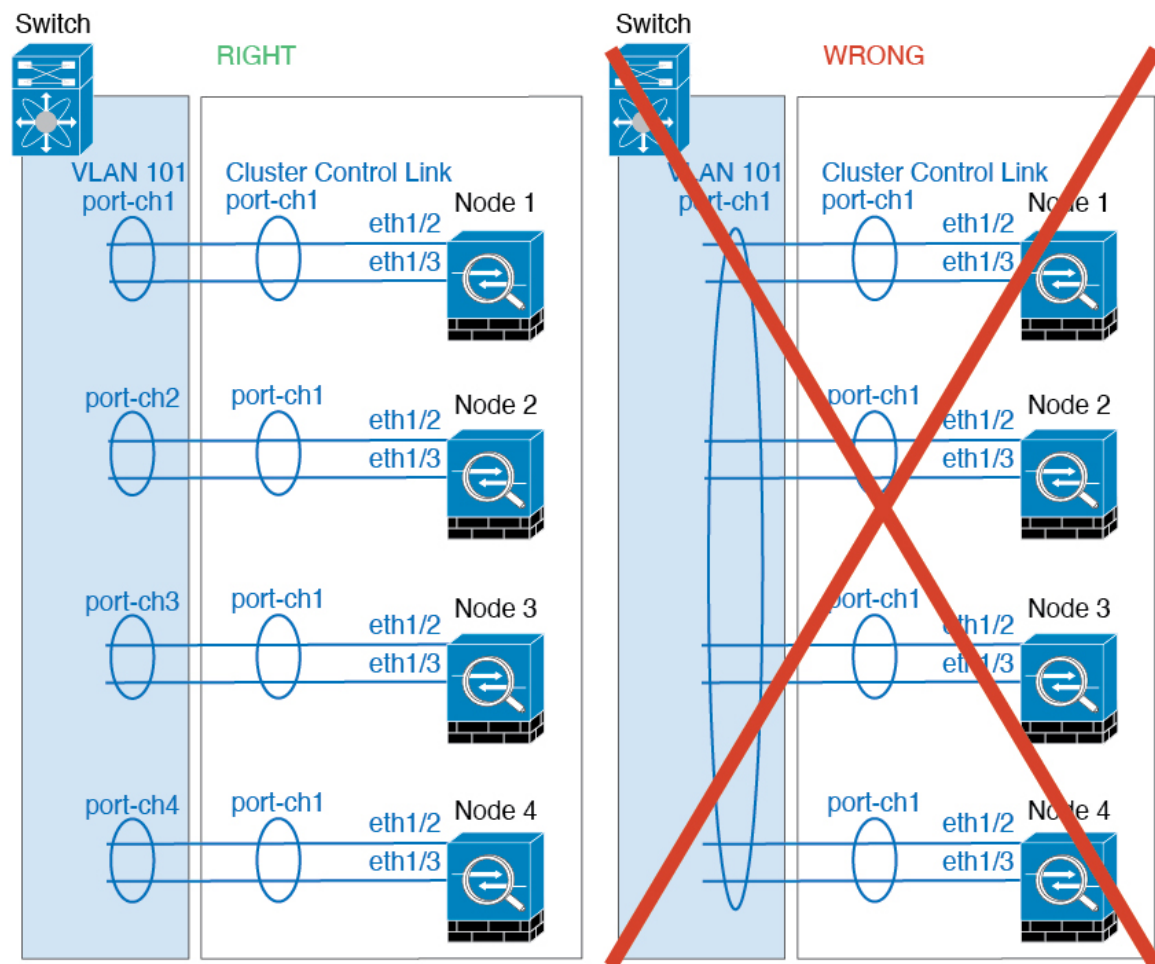 Switch
RIGHT
VLAN 101
port-ch1
Cluster Control Link
port-ch1
Node 1
eth1/2
eth1/3
port-ch2
port-ch1
Node 2
eth1/2
eth1/3
port-ch3
port-ch1
Node 3
eth1/2
eth1/3
port-ch4
port-ch1
Node 4
eth1/2
eth1/3
Switch
WRONG
VLAN 101
port-ch1
Cluster Control Link
port-ch1
Node 1
eth1/2
eth1/3
port-ch1
Node 2
eth1/2
eth1/3
port-ch1
Node 3
eth1/2
eth1/3
port-ch1
Node 4
eth1/2
eth1/3